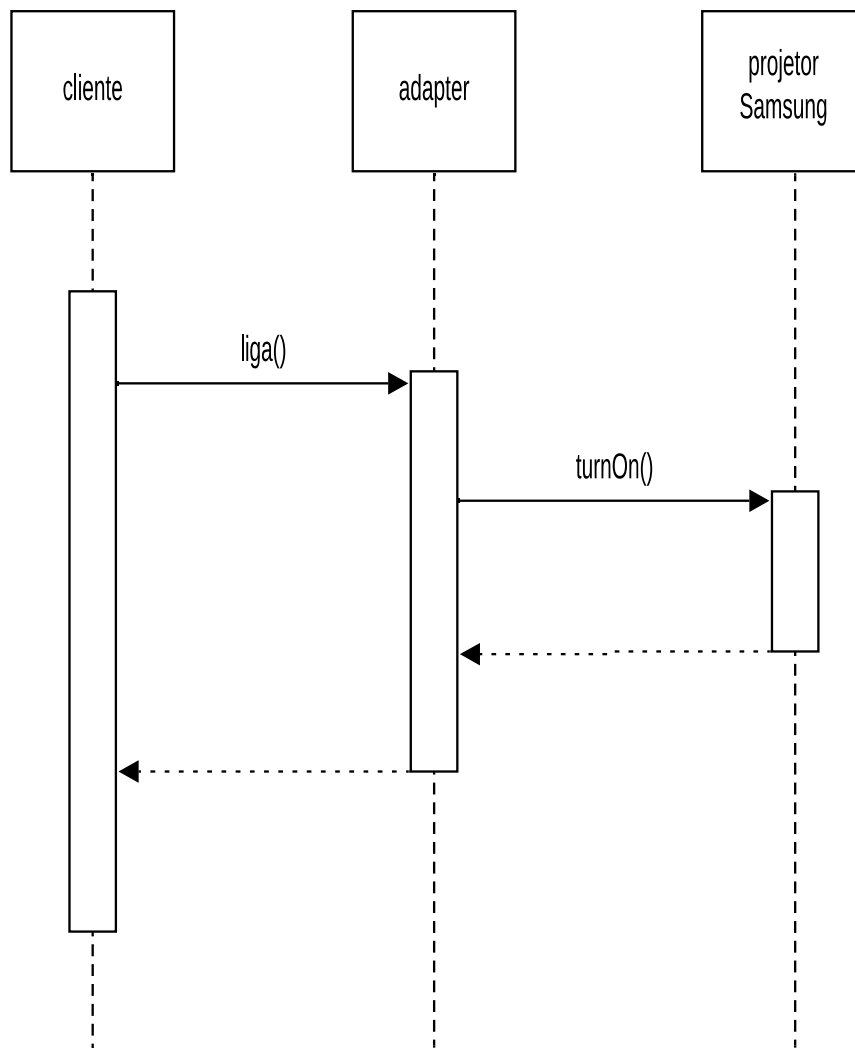 cliente
adapter
projetor
Samsung
liga()
turnOn()